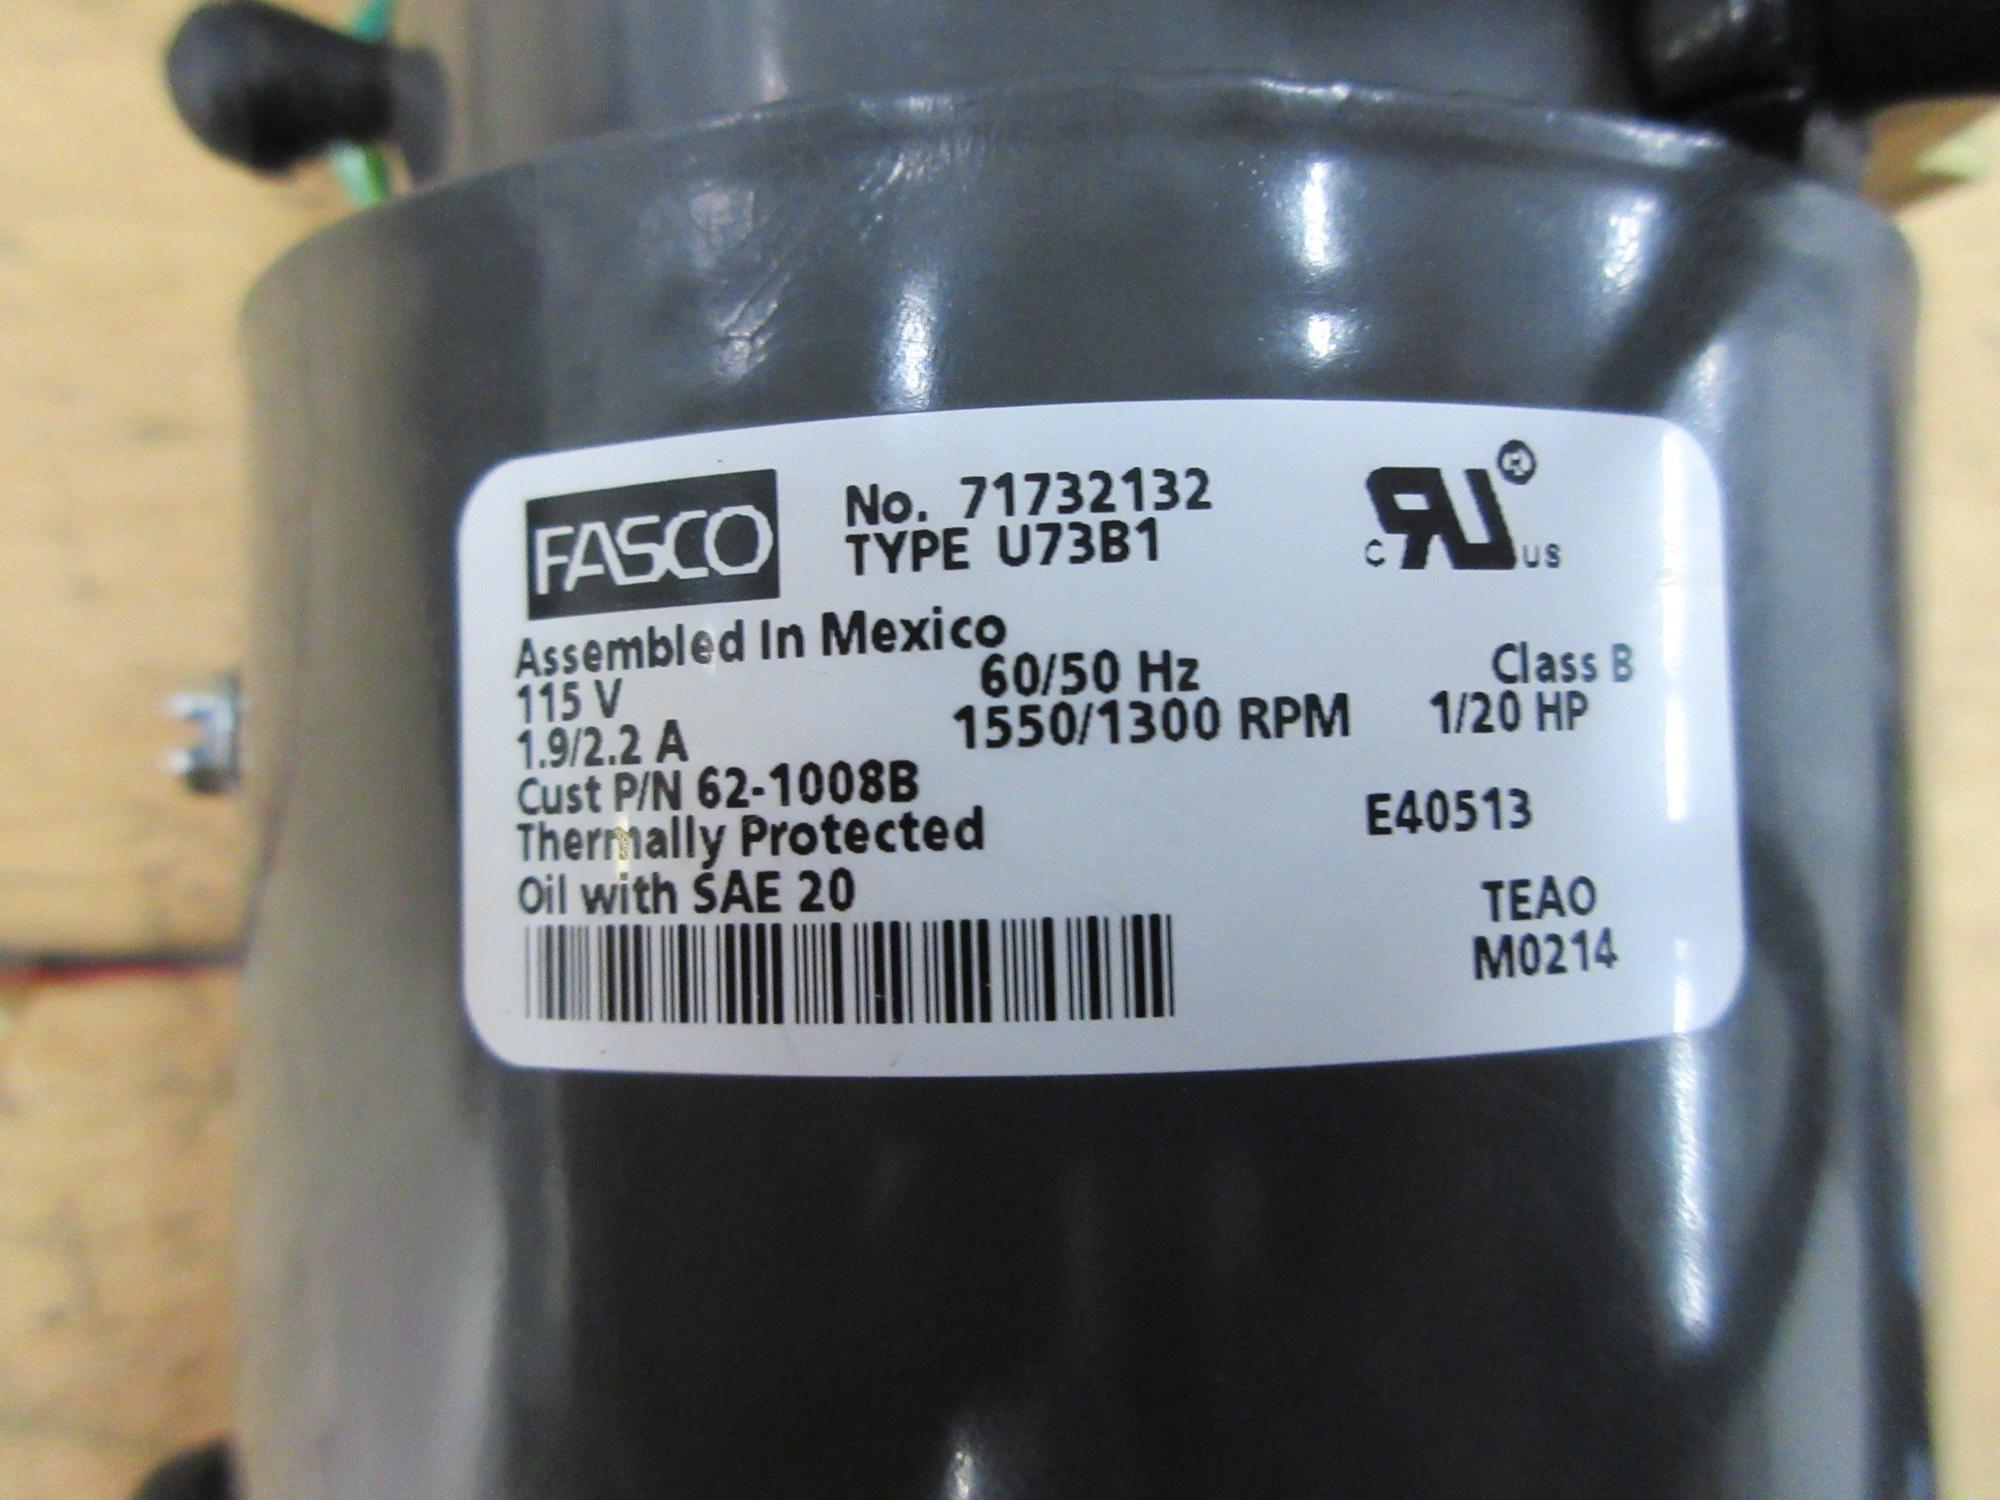 FASCO
No. 71732132
TYPE U73B1
c RU ® US
Assembled In Mexico
115 V 60/50 Hz Class B
1.9/2.2 A 1550/1300 RPM 1/20 HP
Cust P/N 62-1008B
Thermally Protected E40513
Oil with SAE 20 TEAO
M0214